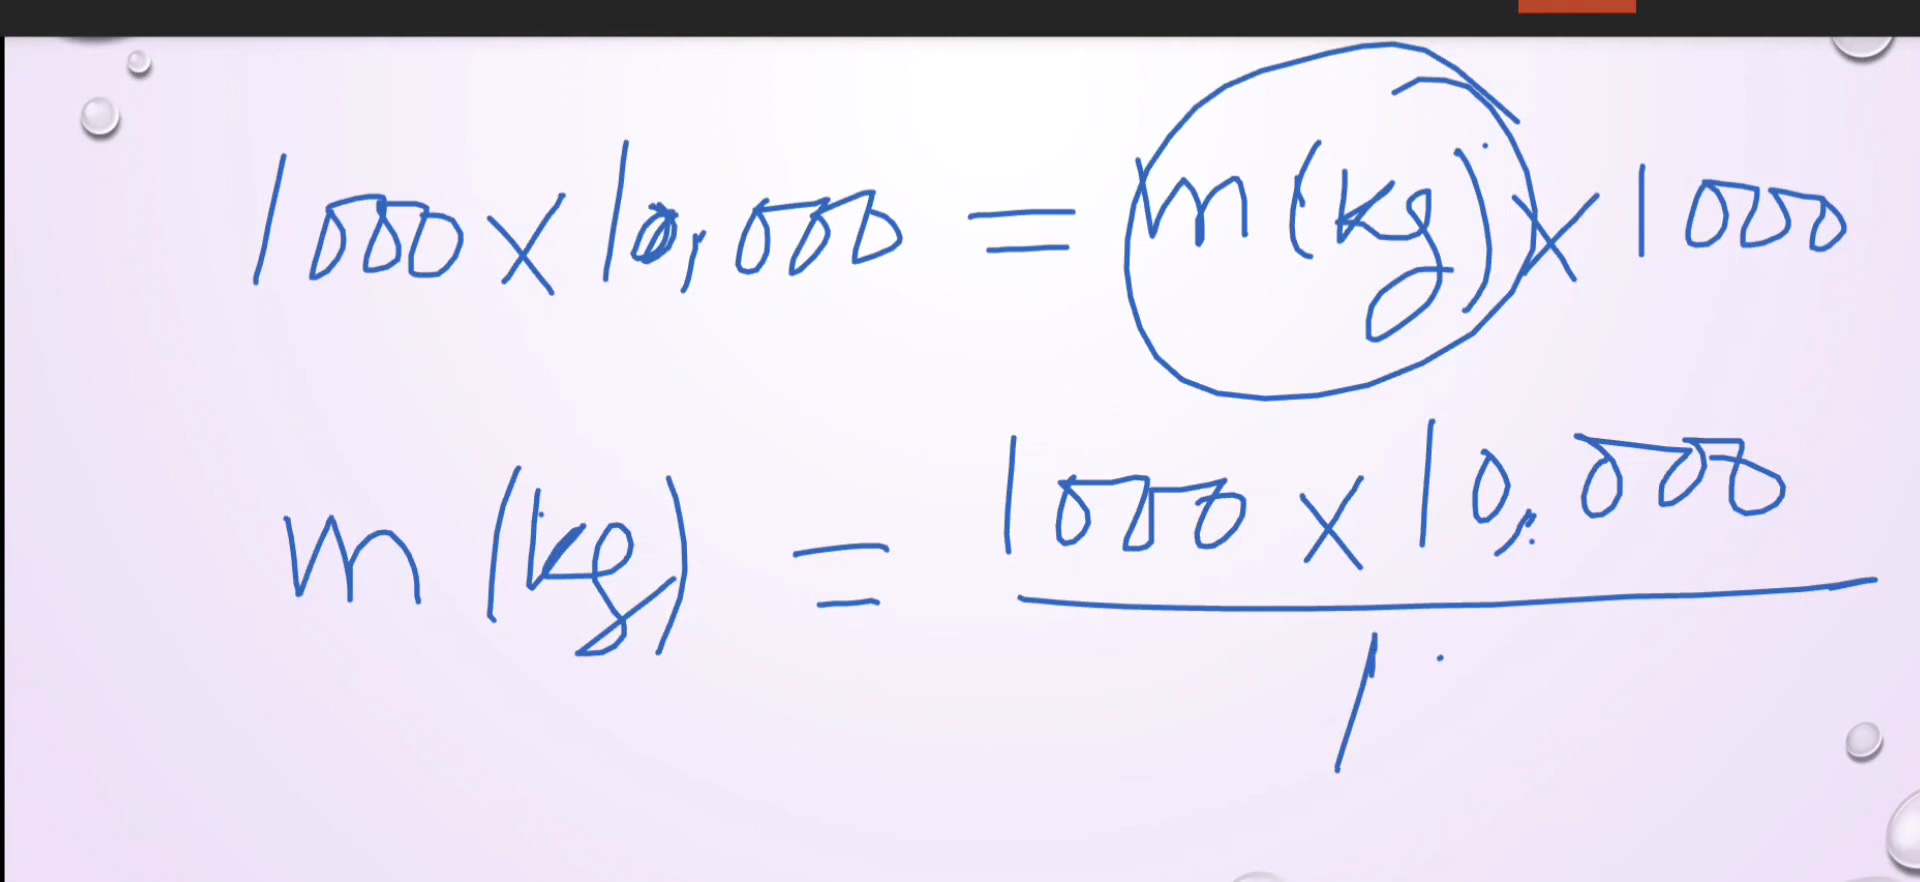 1000 × 10,000 = m(kg) × 1000
m(kg) = 1000 × 10,000
1